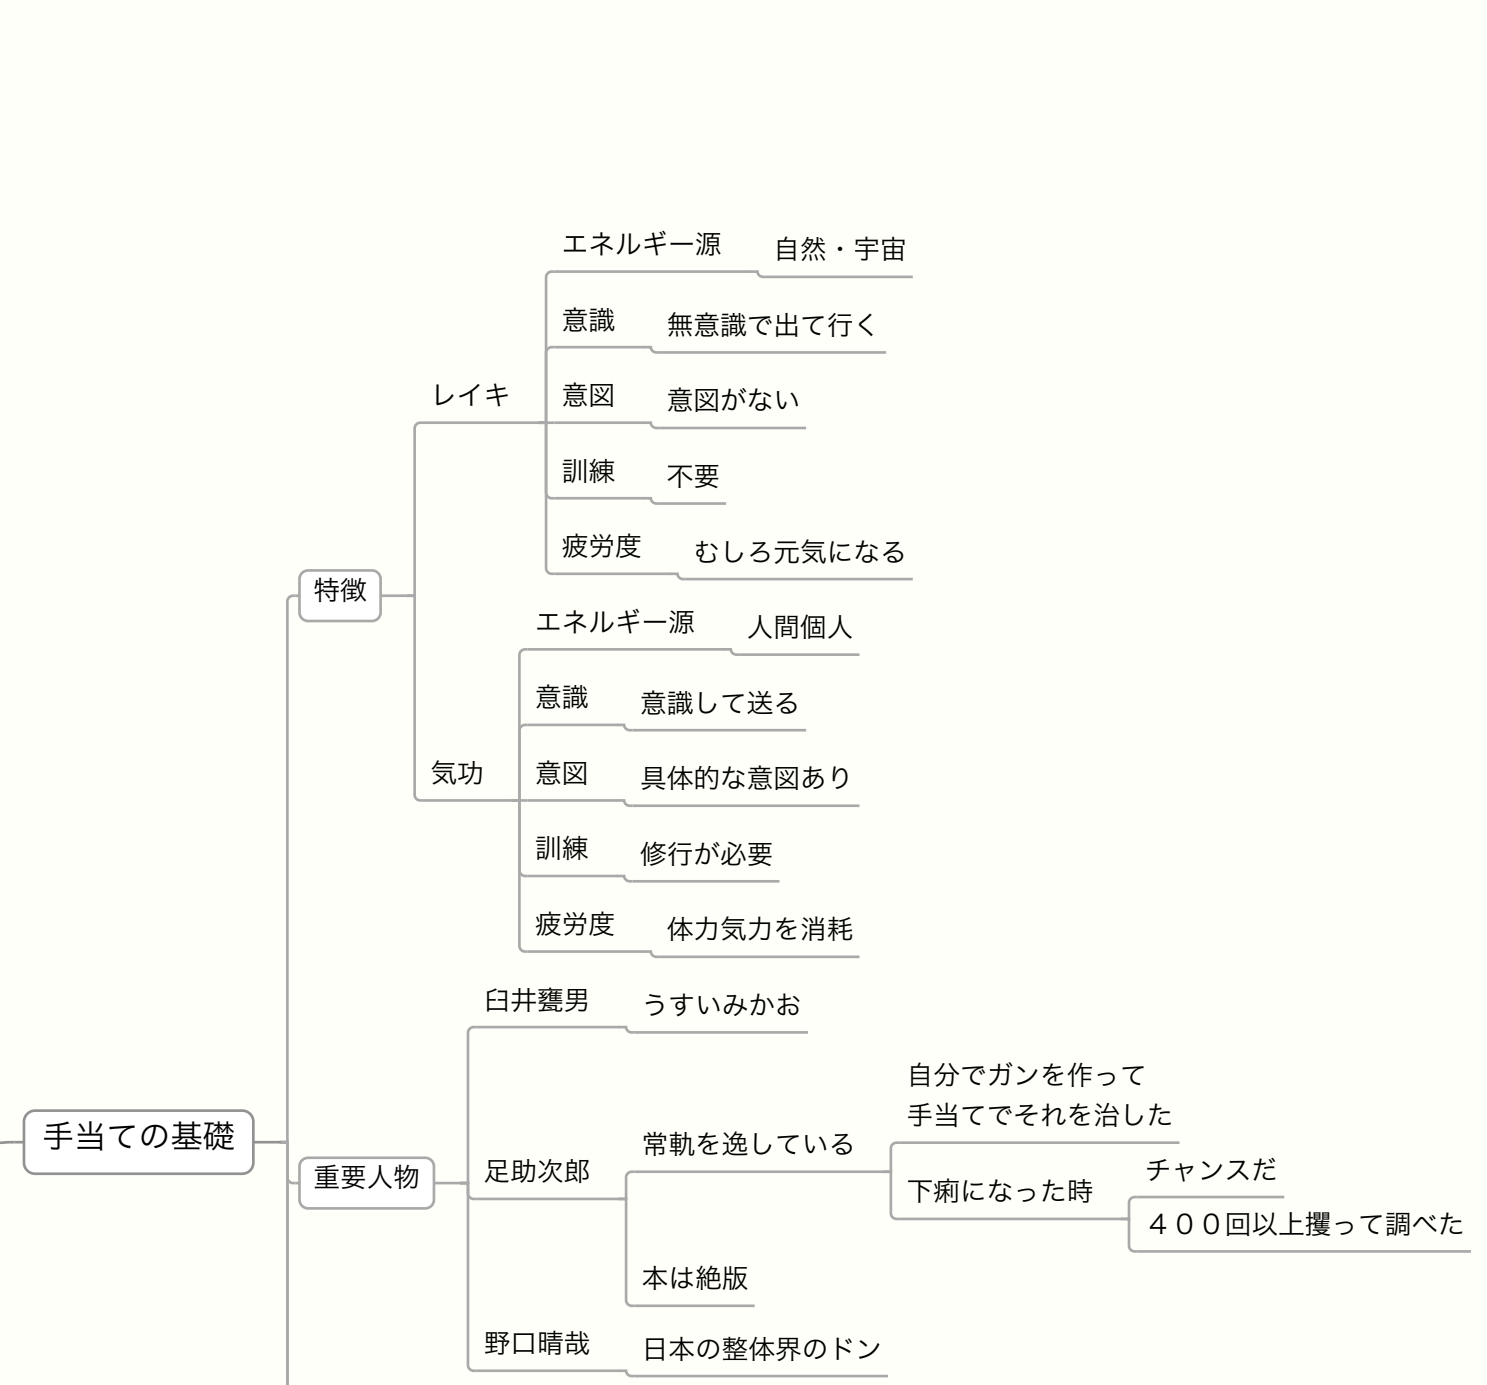 手当ての基礎
特徴
レイキ
エネルギー源
自然・宇宙
意識
無意識で出て行く
意図
意図がない
訓練
不要
疲労度
むしろ元気になる
気功
エネルギー源
人間個人
意識
意識して送る
意図
具体的な意図あり
訓練
修行が必要
疲労度
体力気力を消耗
重要人物
臼井甕男
うすいみかお
足助次郎
常軌を逸している
自分でガンを作って
手当てでそれを治した
下痢になった時
チャンスだ
４００回以上攫って調べた
本は絶版
野口晴哉
日本の整体界のドン